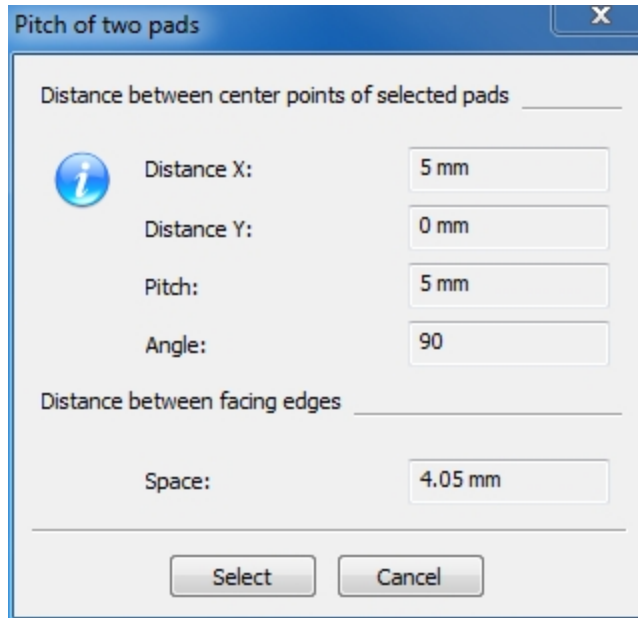 Pitch of two pads
X
Distance between center points of selected pads
i
Distance X: 5 mm
Distance Y: 0 mm
Pitch: 5 mm
Angle: 90
Distance between facing edges
Space: 4.05 mm
Select Cancel